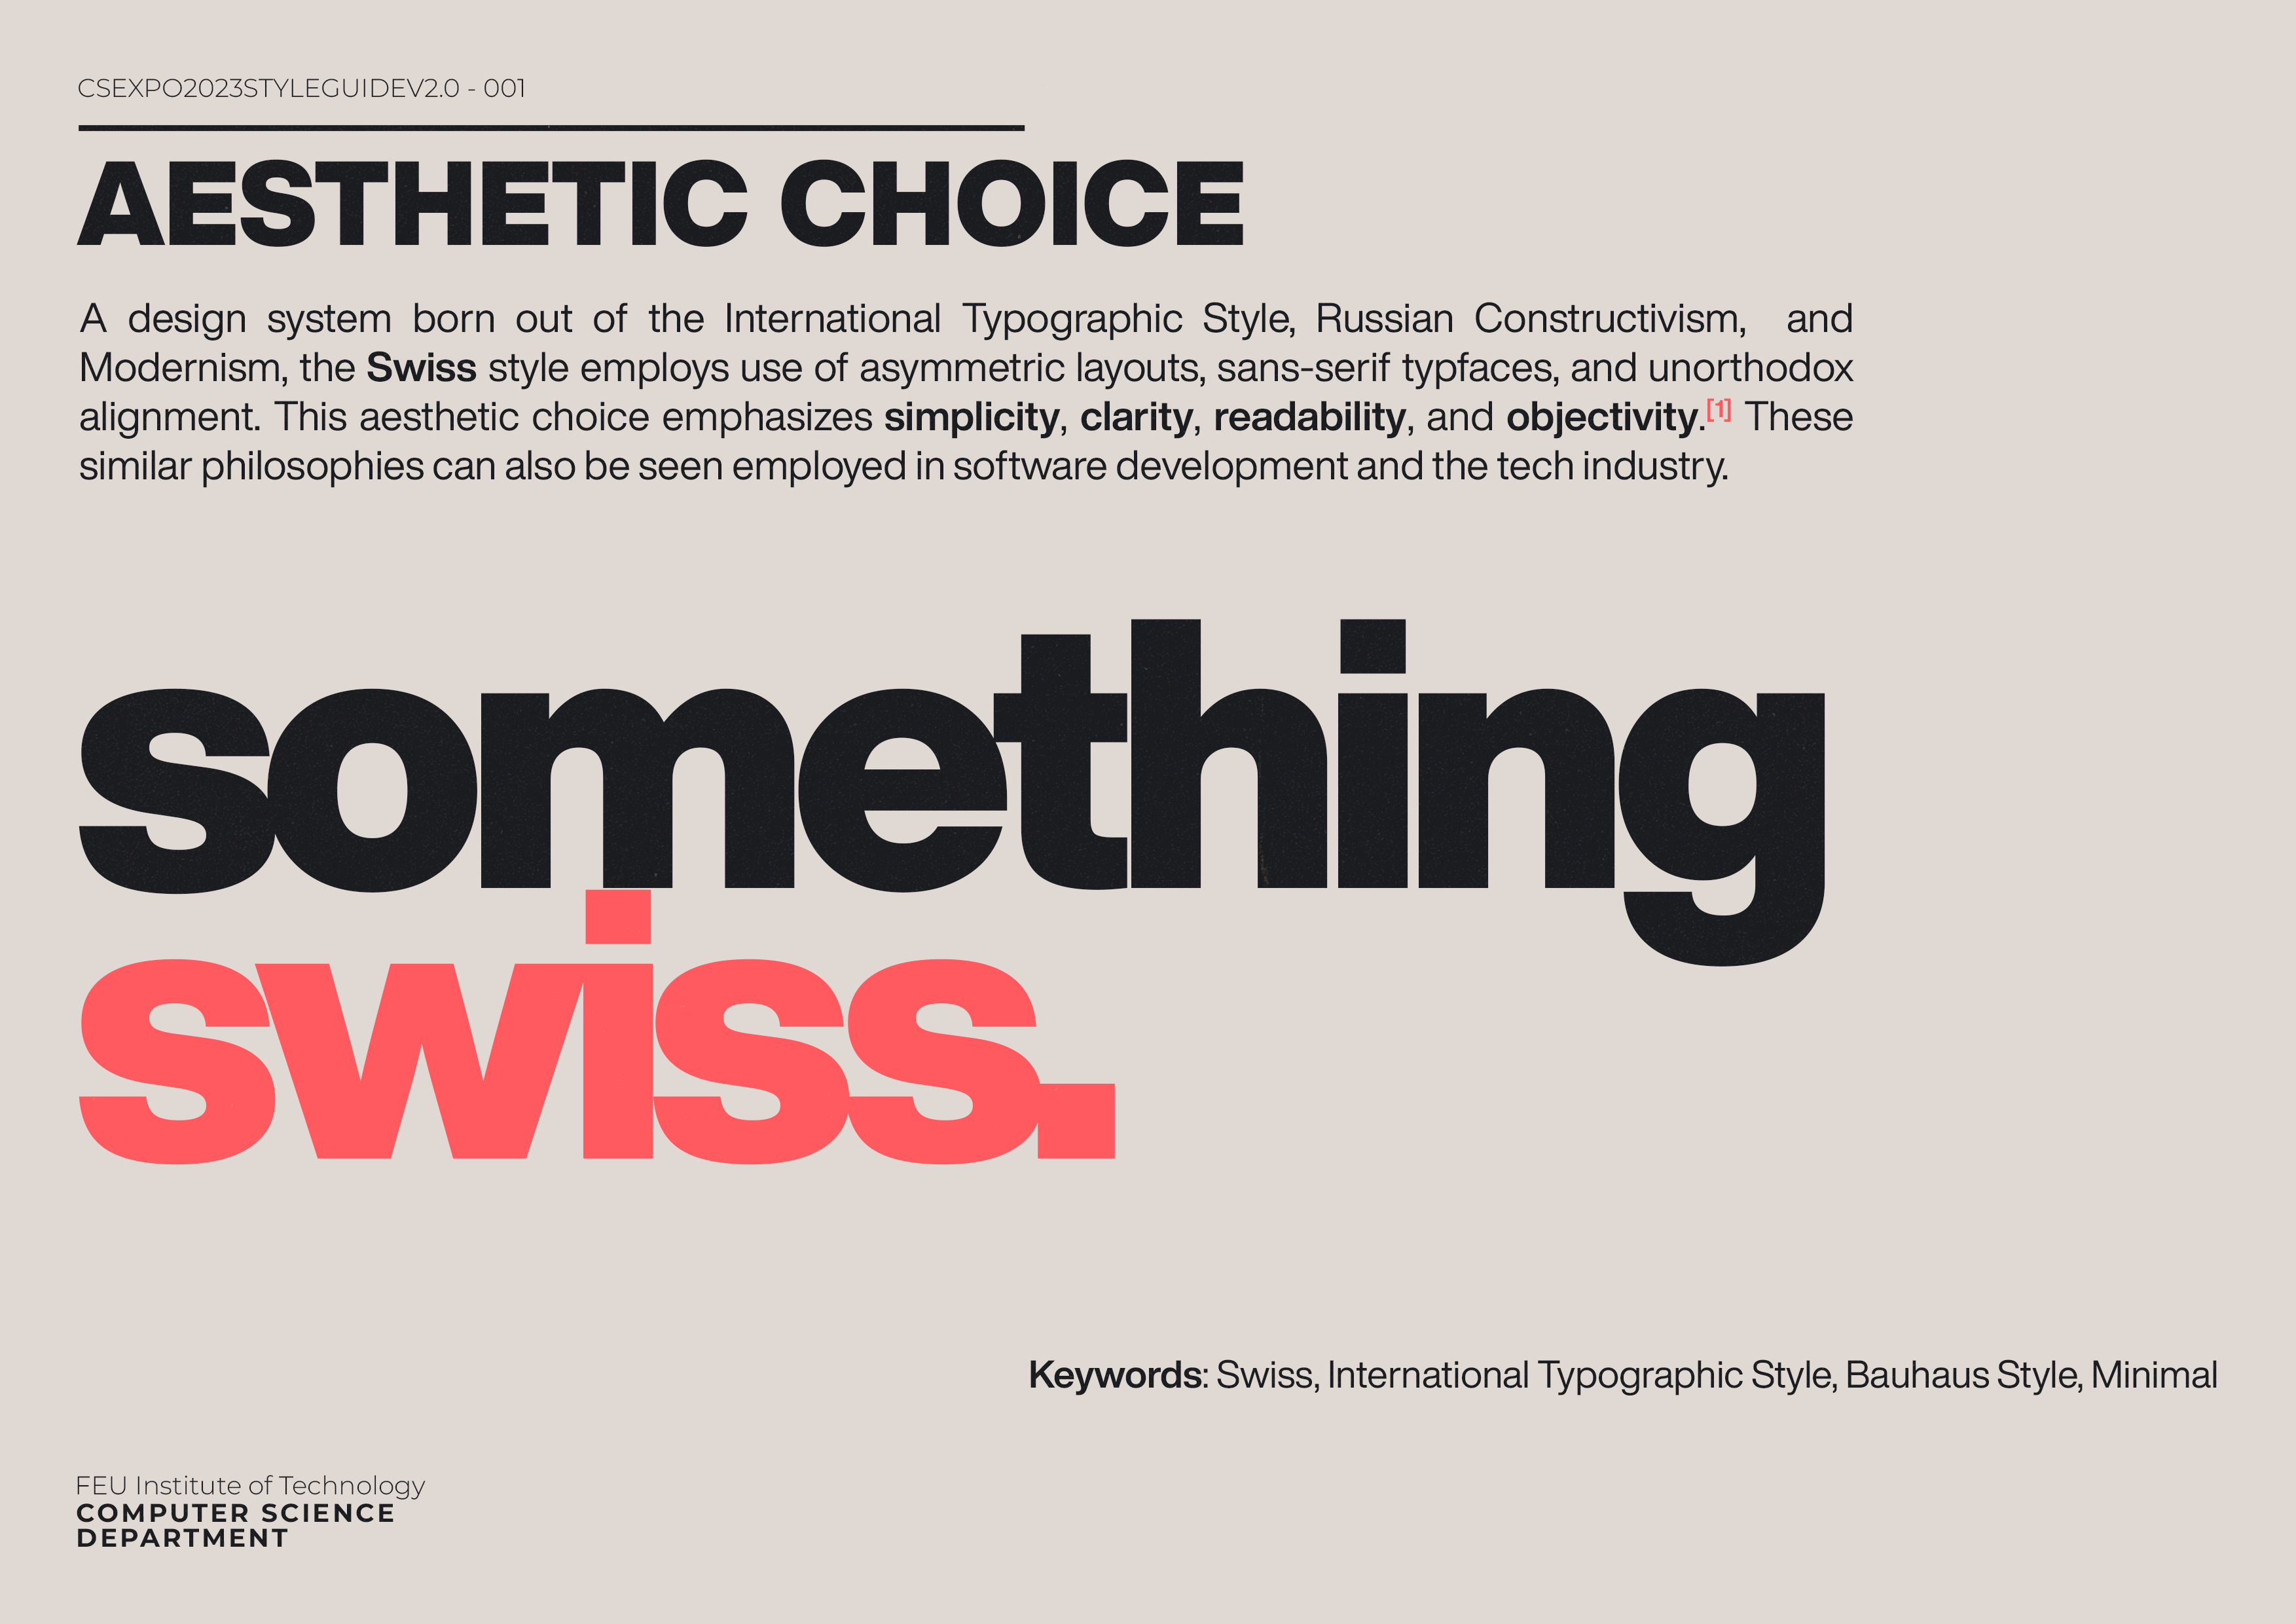 CSEXPO2023STYLEGUIDEV2.0 - 001
AESTHETIC CHOICE
A design system born out of the International Typographic Style, Russian Constructivism, and
Modernism, the Swiss style employs use of asymmetric layouts, sans-serif typfaces, and unorthodox
alignment. This aesthetic choice emphasizes simplicity, clarity, readability, and objectivity.[1] These
similar philosophies can also be seen employed in software development and the tech industry.
something
swiss.
Keywords: Swiss, International Typographic Style, Bauhaus Style, Minimal
FEU Institute of Technology
COMPUTER SCIENCE
DEPARTMENT